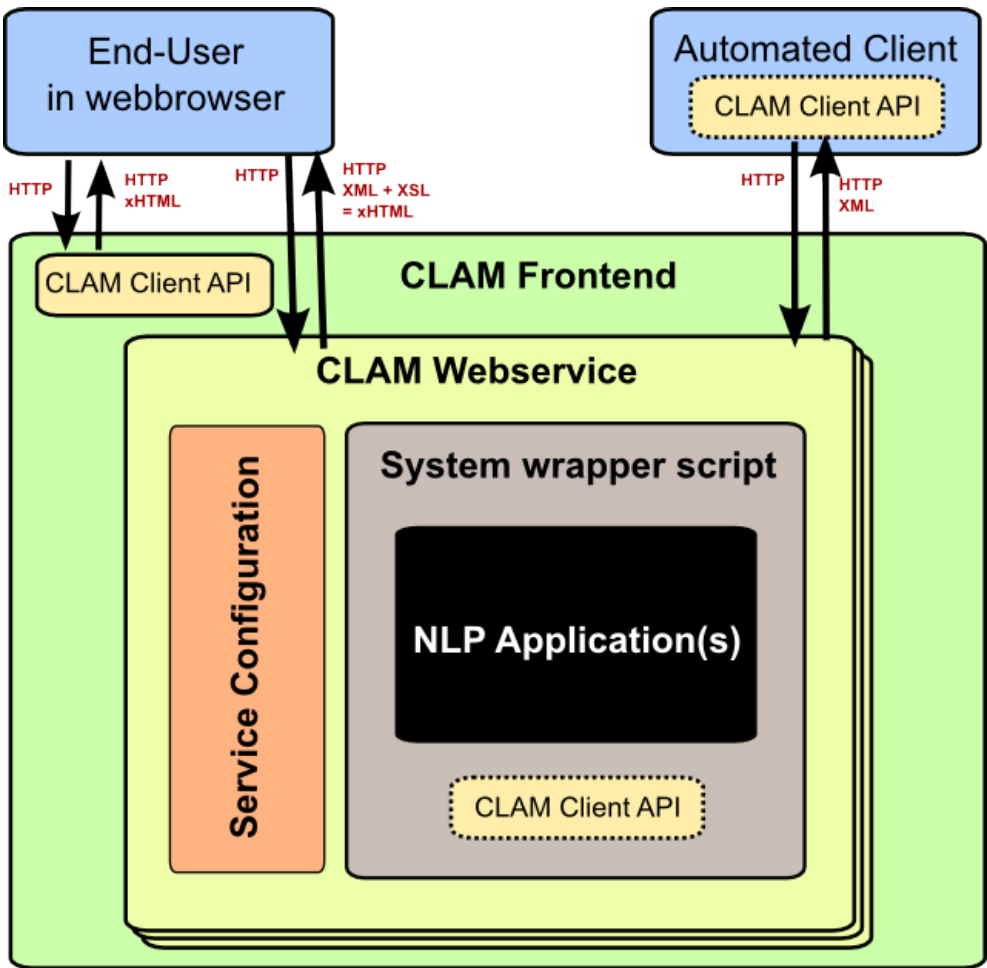 End-User
in webbrowser
Automated Client
CLAM Client API
HTTP
HTTP
xHTML
HTTP
HTTP
XML + XSL
= xHTML
HTTP
HTTP
XML
CLAM Client API
CLAM Frontend
CLAM Webservice
Service Configuration
System wrapper script
NLP Application(s)
CLAM Client API